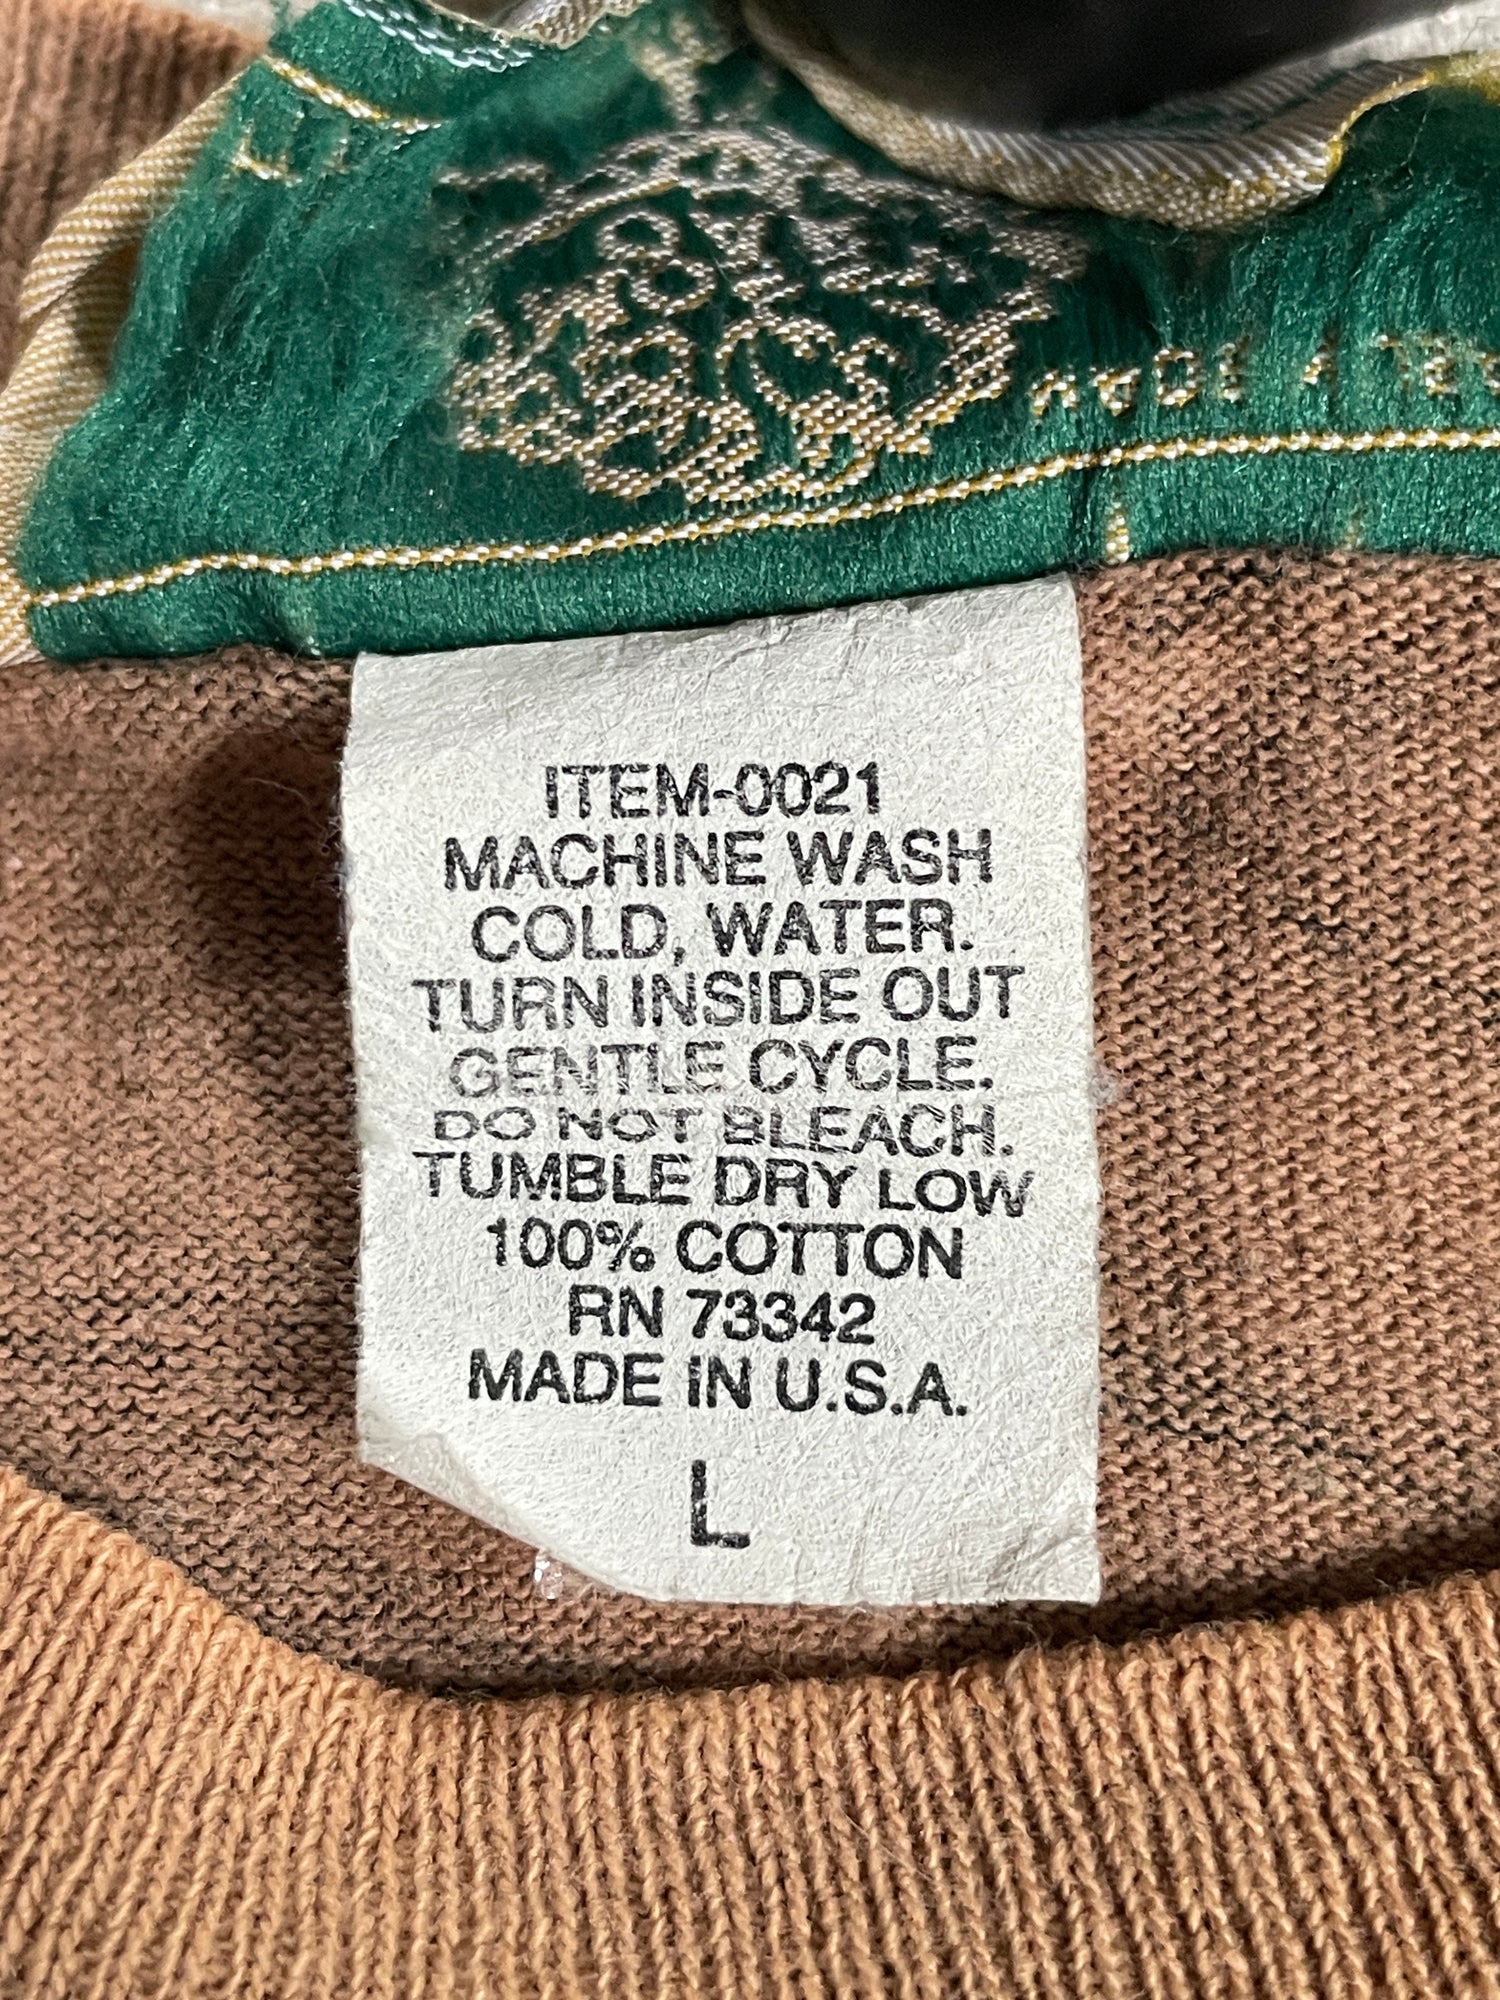 ITEM-0021
MACHINE WASH
COLD, WATER.
TURN INSIDE OUT
GENTLE CYCLE.
DO NOT BLEACH.
TUMBLE DRY LOW
100% COTTON
RN 73342
MADE IN U.S.A.
L